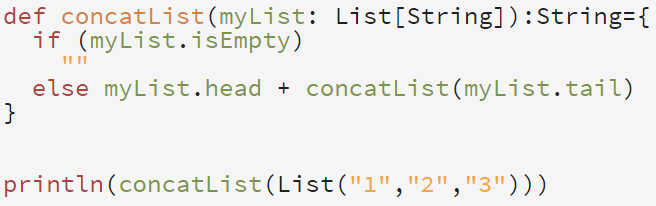 def concatList(myList: List[String]):String={
  if (myList.isEmpty)
    ""
  else myList.head + concatList(myList.tail)
}
println(concatList(List("1","2","3")))